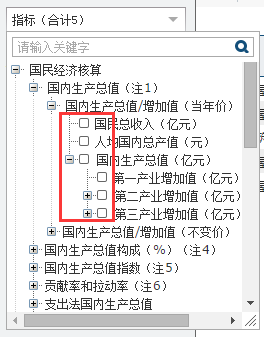 指标（合计5）
请输入关键字
国民经济核算
国内生产总值（注1）
国内生产总值/增加值（当年价）
国民总收入（亿元）
人均国内总产值（元）
国内生产总值（亿元）
第一产业增加值（亿元）
第二产业增加值（亿元）
第三产业增加值（亿元）
国内生产总值/增加值（不变价）
国内生产总值构成（%）（注4）
国内生产总值指数（注5）
贡献率和拉动率（注6）
支出法国内生产总值